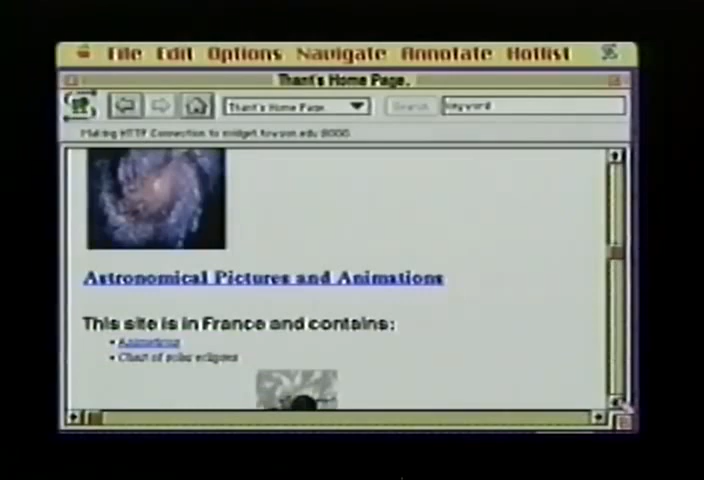 File Edit Options Navigate Annotate Hotlist
Thant's Home Page.
Thant's Home Page
Search
keyword
Making HTTP Connection to widget.towson.edu 8000
Astronomical Pictures and Animations
This site is in France and contains:
• Animations
• Chart of solar eclipses